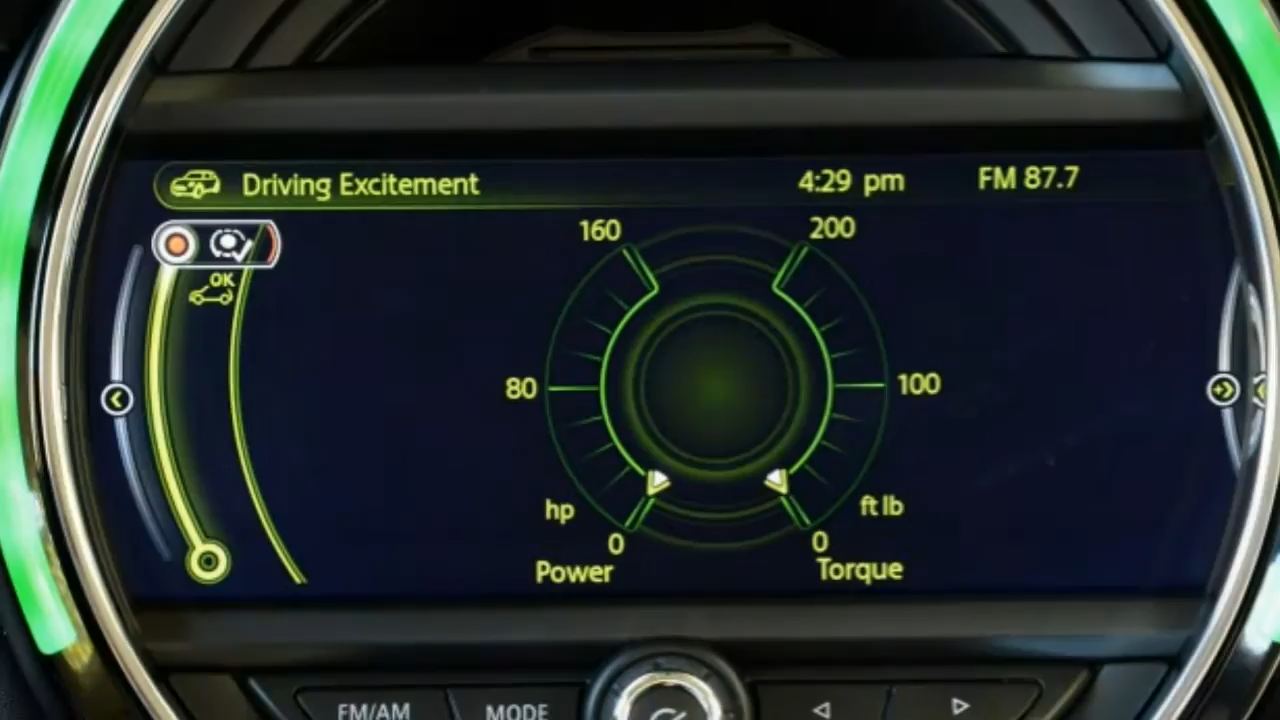 Driving Excitement
4:29 pm
FM 87.7
OK
160
200
80
100
hp
ft lb
0
0
Power
Torque
FM/AM
MODE